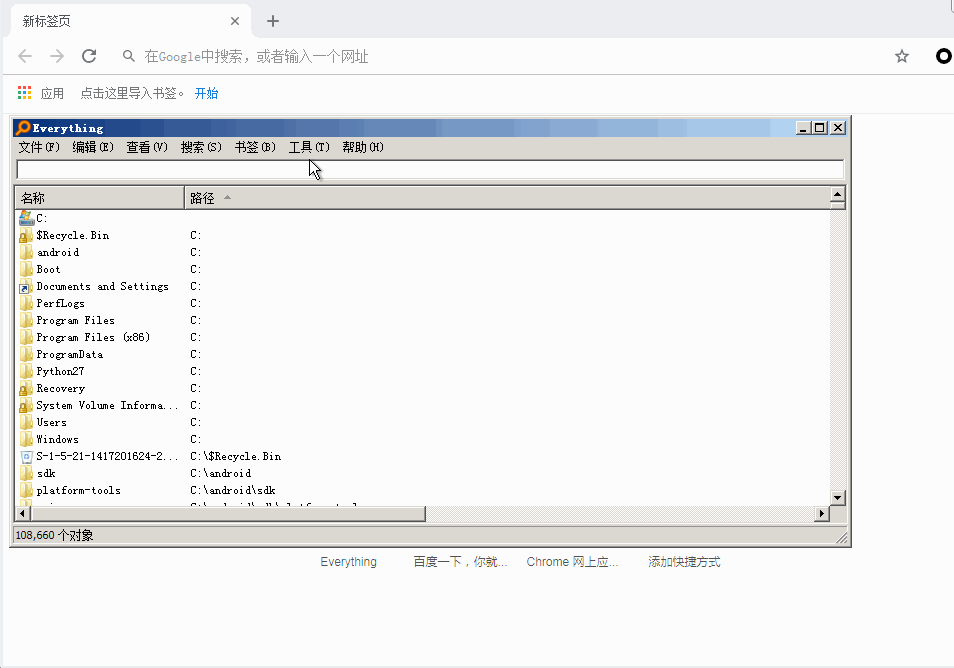 新标签页
在Google中搜索，或者输入一个网址
应用 点击这里导入书签。 开始
Everything
文件(F) 编辑(E) 查看(V) 搜索(S) 书签(B) 工具(T) 帮助(H)
名称 路径
C:
$Recycle.Bin C:
android C:
Boot C:
Documents and Settings C:
PerfLogs C:
Program Files C:
Program Files (x86) C:
ProgramData C:
Python27 C:
Recovery C:
System Volume Informa... C:
Users C:
Windows C:
S-1-5-21-1417201624-2... C:\$Recycle.Bin
sdk C:\android
platform-tools C:\android\sdk
108,660 个对象
Everything 百度一下，你就... Chrome 网上应... 添加快捷方式